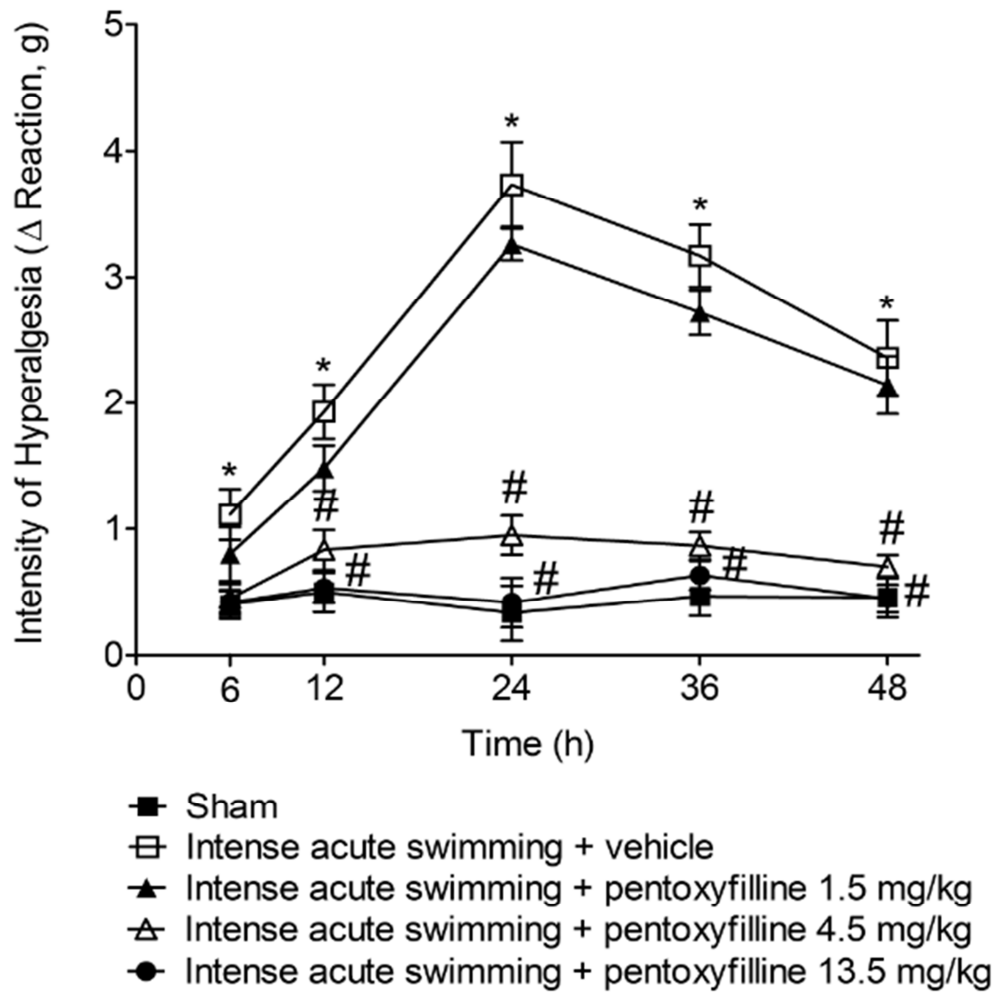 Intensity of Hyperalgesia (Δ Reaction, g)
5
4
3
2
1
0
*
*
*
*
*
#
#
#
#
#
#
#
#
0 6 12 24 36 48
Time (h)
Sham
Intense acute swimming + vehicle
Intense acute swimming + pentoxyfilline 1.5 mg/kg
Intense acute swimming + pentoxyfilline 4.5 mg/kg
Intense acute swimming + pentoxyfilline 13.5 mg/kg